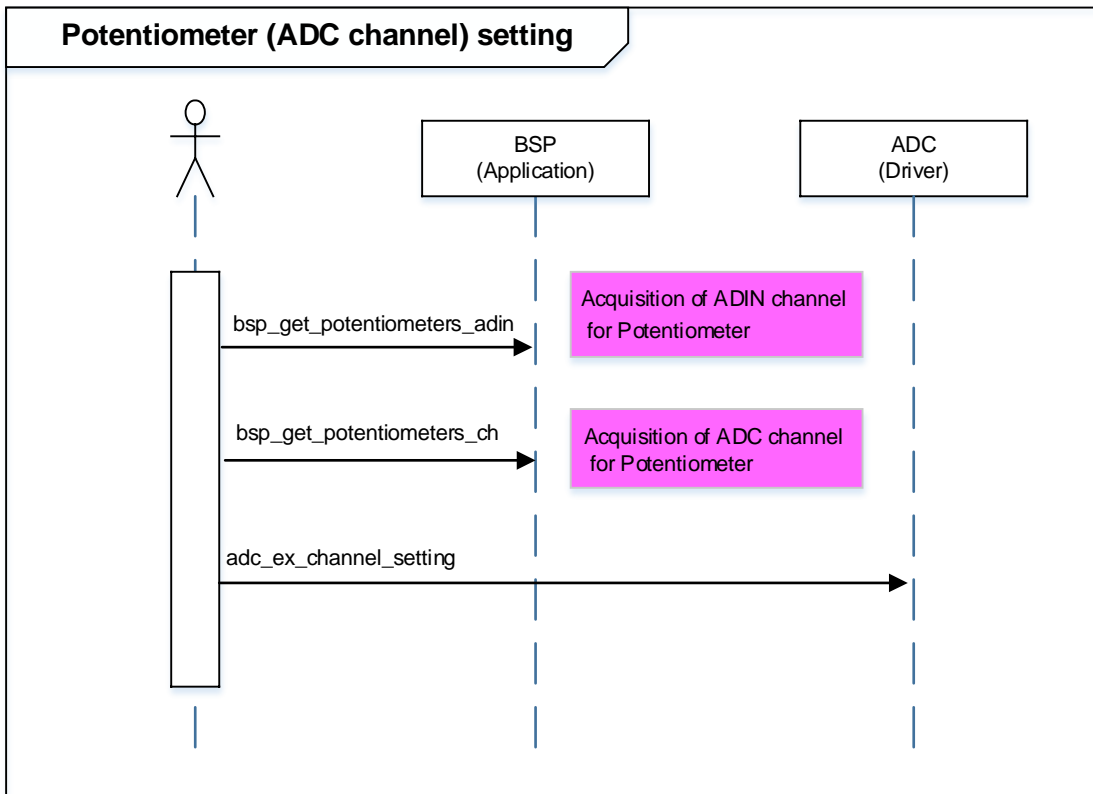 Potentiometer (ADC channel) setting
BSP
(Application)
ADC
(Driver)
bsp_get_potentiometers_adin
Acquisition of ADIN channel
for Potentiometer
bsp_get_potentiometers_ch
Acquisition of ADC channel
for Potentiometer
adc_ex_channel_setting